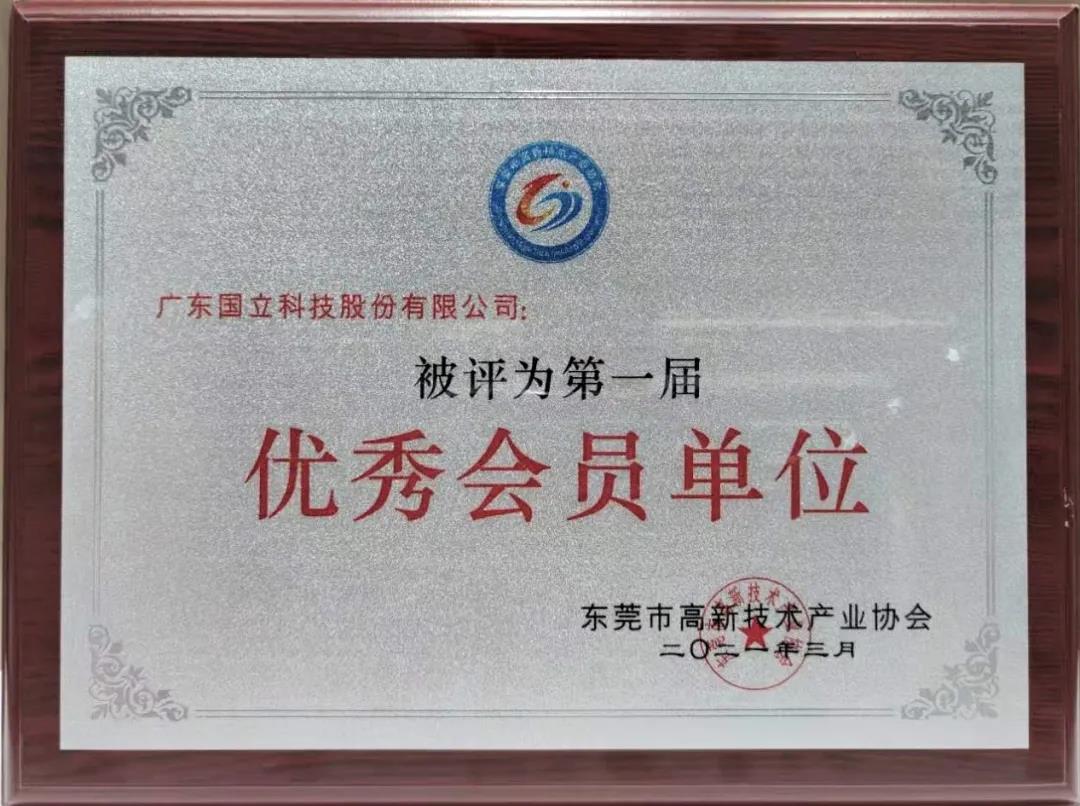 广东国立科技股份有限公司:
被评为第一届
优秀会员单位
东莞市高新技术产业协会
二〇二一年三月